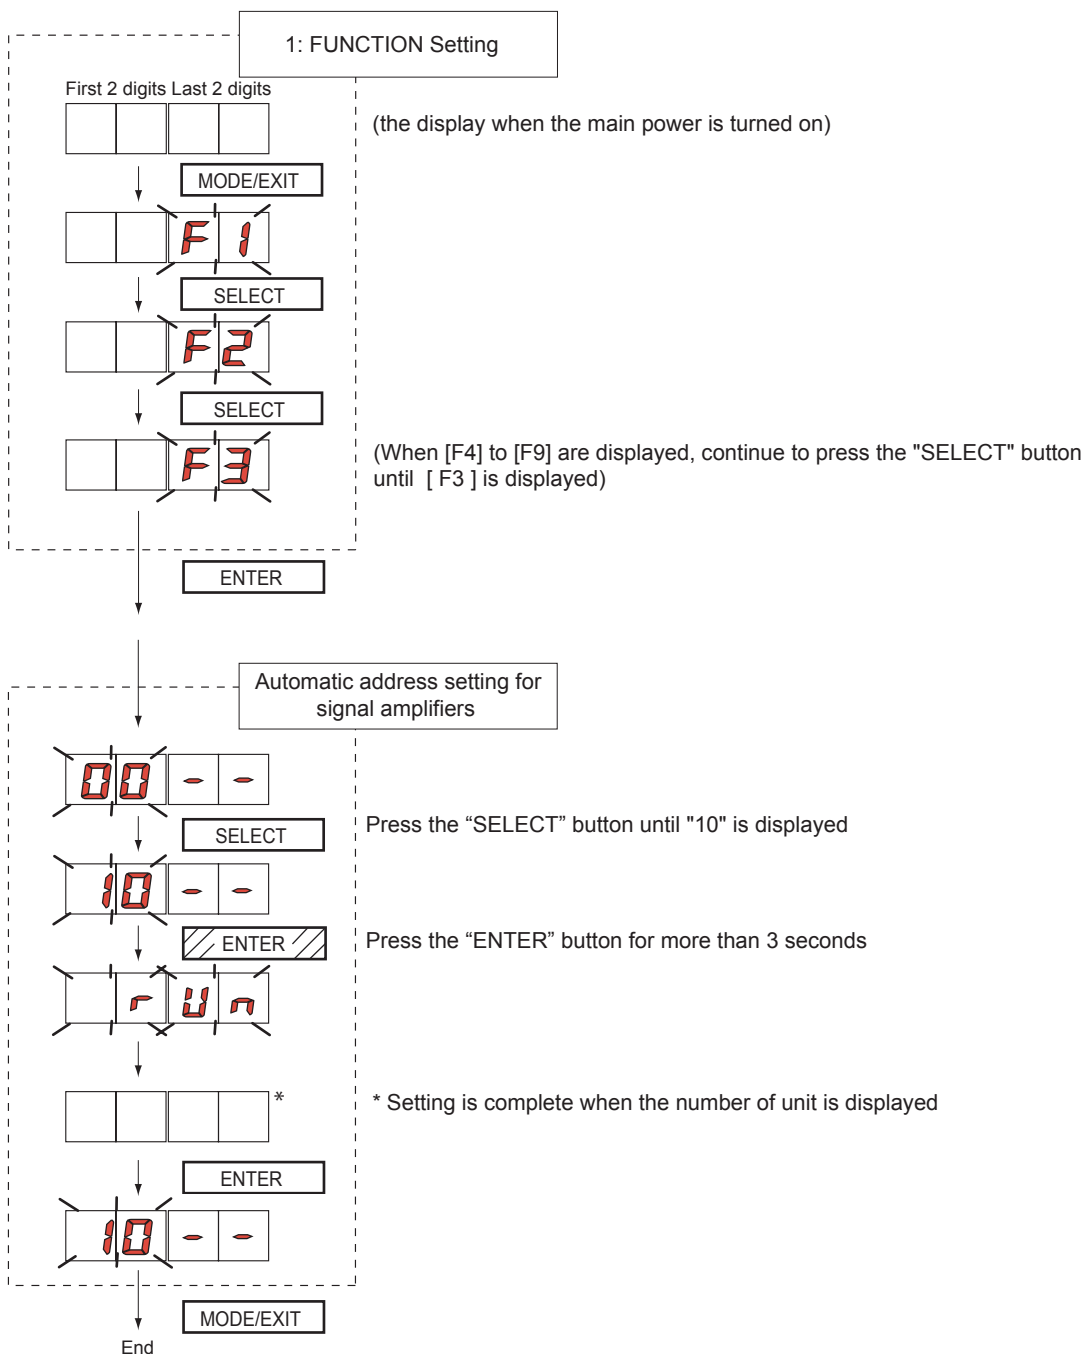 1: FUNCTION Setting
First 2 digits Last 2 digits
(the display when the main power is turned on)
MODE/EXIT
F1
SELECT
F2
SELECT
F3
(When [F4] to [F9] are displayed, continue to press the "SELECT" button
until [ F3 ] is displayed)
ENTER
Automatic address setting for
signal amplifiers
00--
SELECT
Press the “SELECT” button until "10" is displayed
10--
ENTER
Press the “ENTER” button for more than 3 seconds
rUn
*
* Setting is complete when the number of unit is displayed
ENTER
10--
MODE/EXIT
End